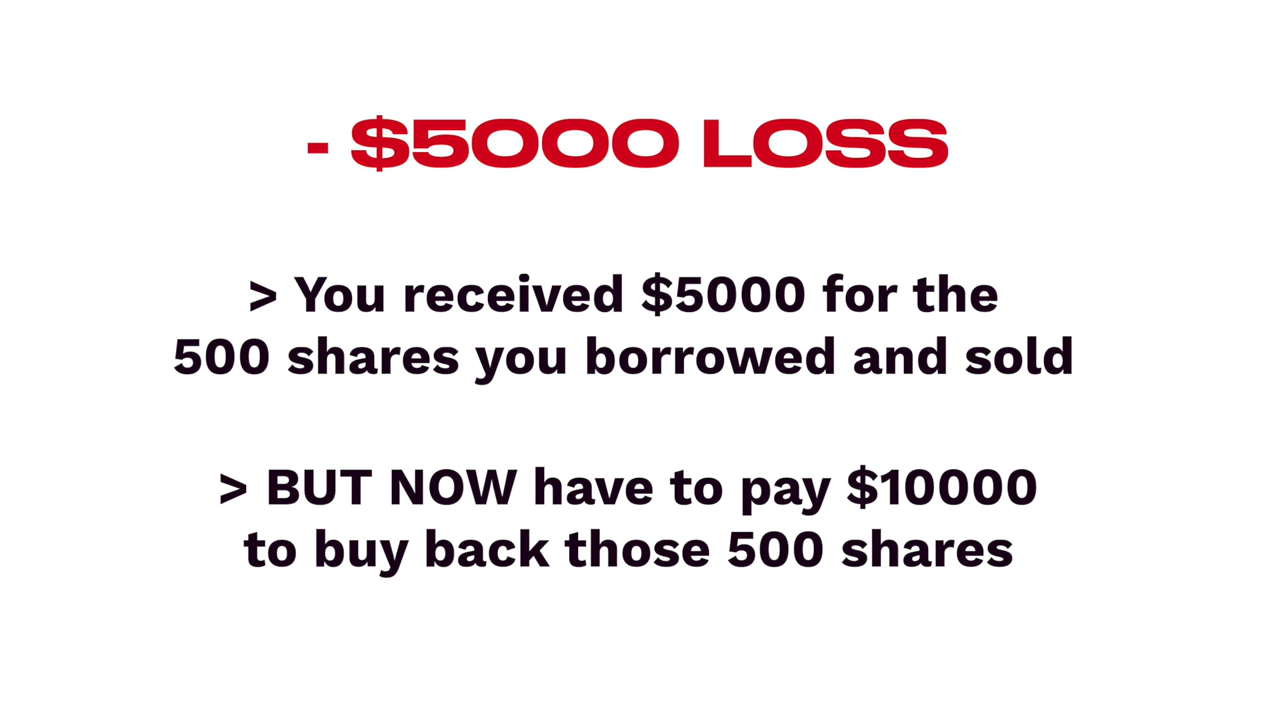 - $5000 LOSS
> You received $5000 for the
500 shares you borrowed and sold
> BUT NOW have to pay $10000
to buy back those 500 shares